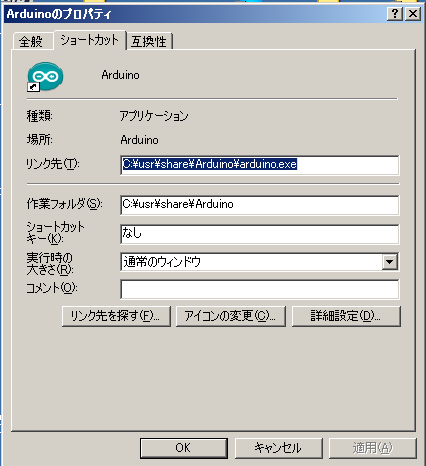 Arduinoのプロパティ
全般 ショートカット 互換性
Arduino
種類: アプリケーション
場所: Arduino
リンク先(T): C:¥usr¥share¥Arduino¥arduino.exe
作業フォルダ(S): C:¥usr¥share¥Arduino
ショートカット
キー(K): なし
実行時の
大きさ(R): 通常のウィンドウ
コメント(O):
リンク先を探す(F)... アイコンの変更(C)... 詳細設定(D)...
OK キャンセル 適用(A)